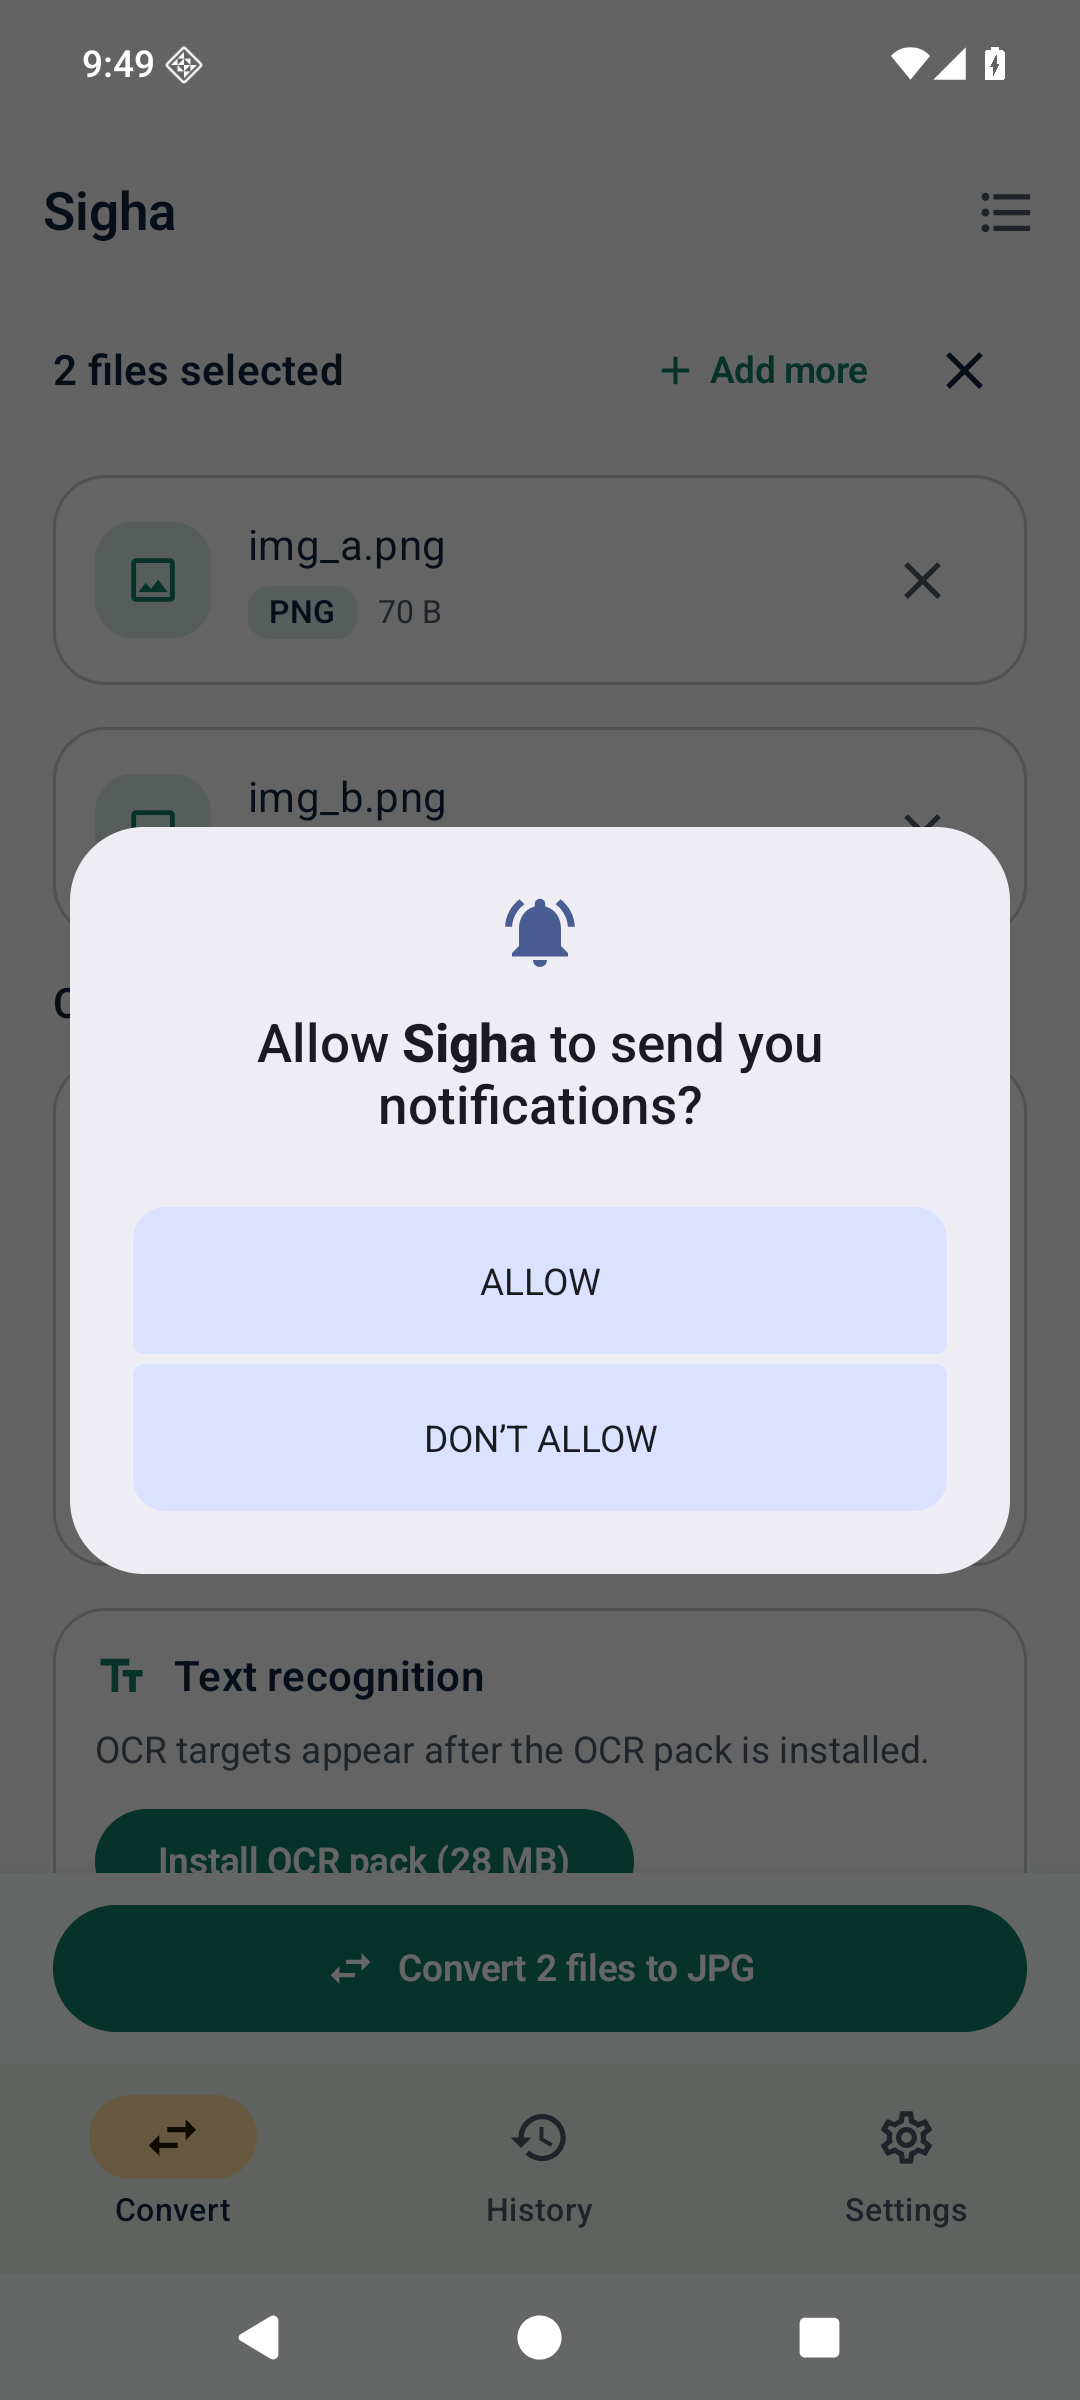 9:49
Sigha
2 files selected
Add more
img_a.png
PNG 70 B
img_b.png
Allow Sigha to send you
notifications?
ALLOW
DON’T ALLOW
Text recognition
OCR targets appear after the OCR pack is installed.
Install OCR pack (28 MB)
Convert 2 files to JPG
Convert
History
Settings